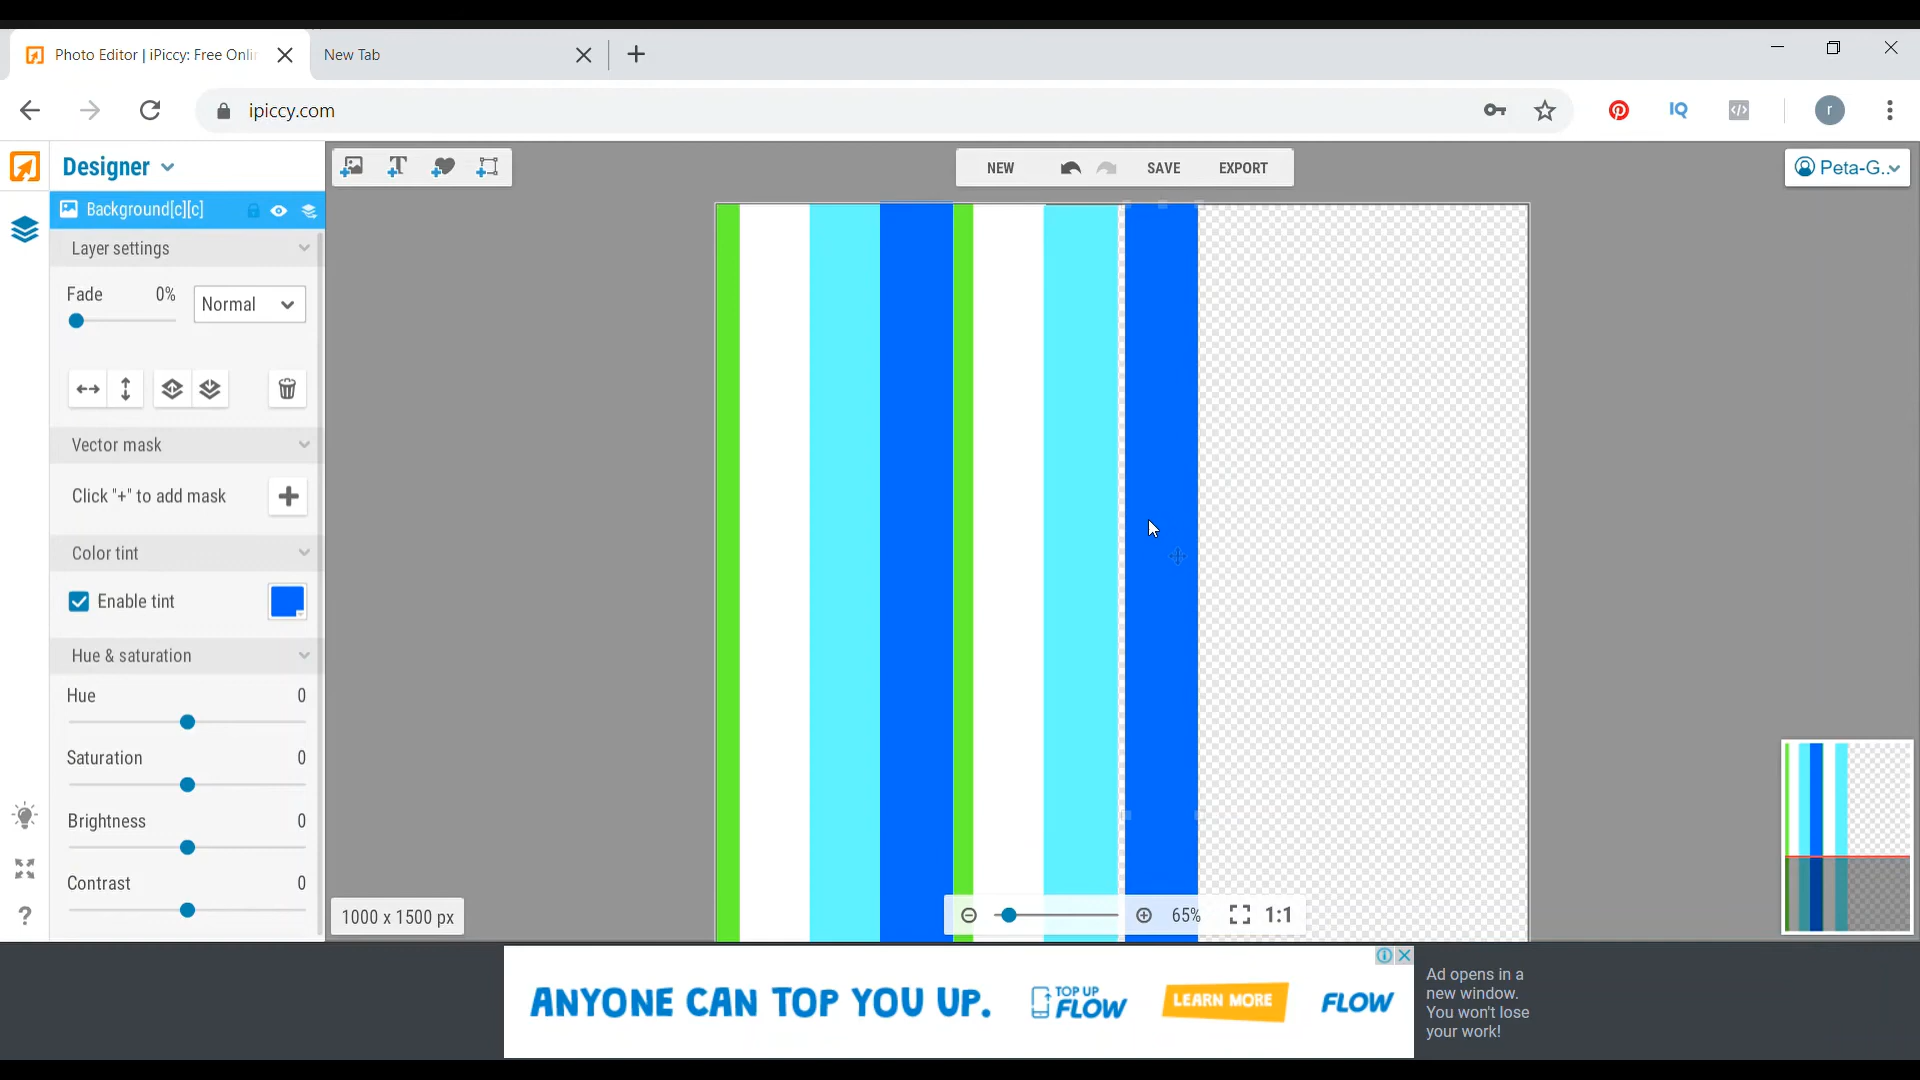 Photo Editor | iPiccy: Free Onli
New Tab
ipiccy.com
IQ
r
Designer
NEW
SAVE
EXPORT
Peta-G..
Background[c][c]
Layer settings
Fade 0%
Normal
Vector mask
Click "+" to add mask
Color tint
Enable tint
Hue & saturation
Hue 0
Saturation 0
Brightness 0
Contrast 0
?
1000 x 1500 px
65%
1:1
ANYONE CAN TOP YOU UP.
TOP UP
FLOW
LEARN MORE
FLOW
Ad opens in a
new window.
You won't lose
your work!